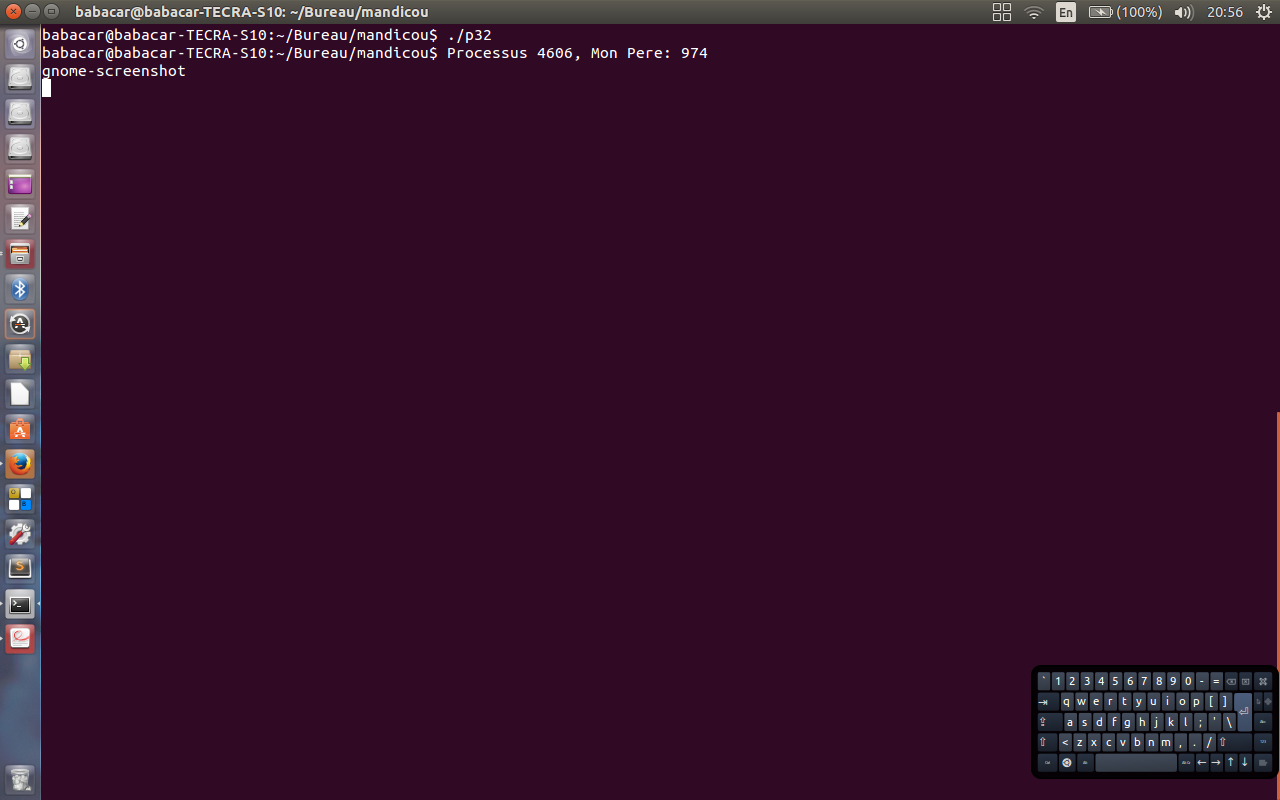 babacar@babacar-TECRA-S10: ~/Bureau/mandicou
En (100%) 20:56
babacar@babacar-TECRA-S10:~/Bureau/mandicou$ ./p32
babacar@babacar-TECRA-S10:~/Bureau/mandicou$ Processus 4606, Mon Pere: 974
gnome-screenshot
` 1 2 3 4 5 6 7 8 9 0 - =
q w e r t y u i o p [ ]
a s d f g h j k l ; ' \
< z x c v b n m , . /